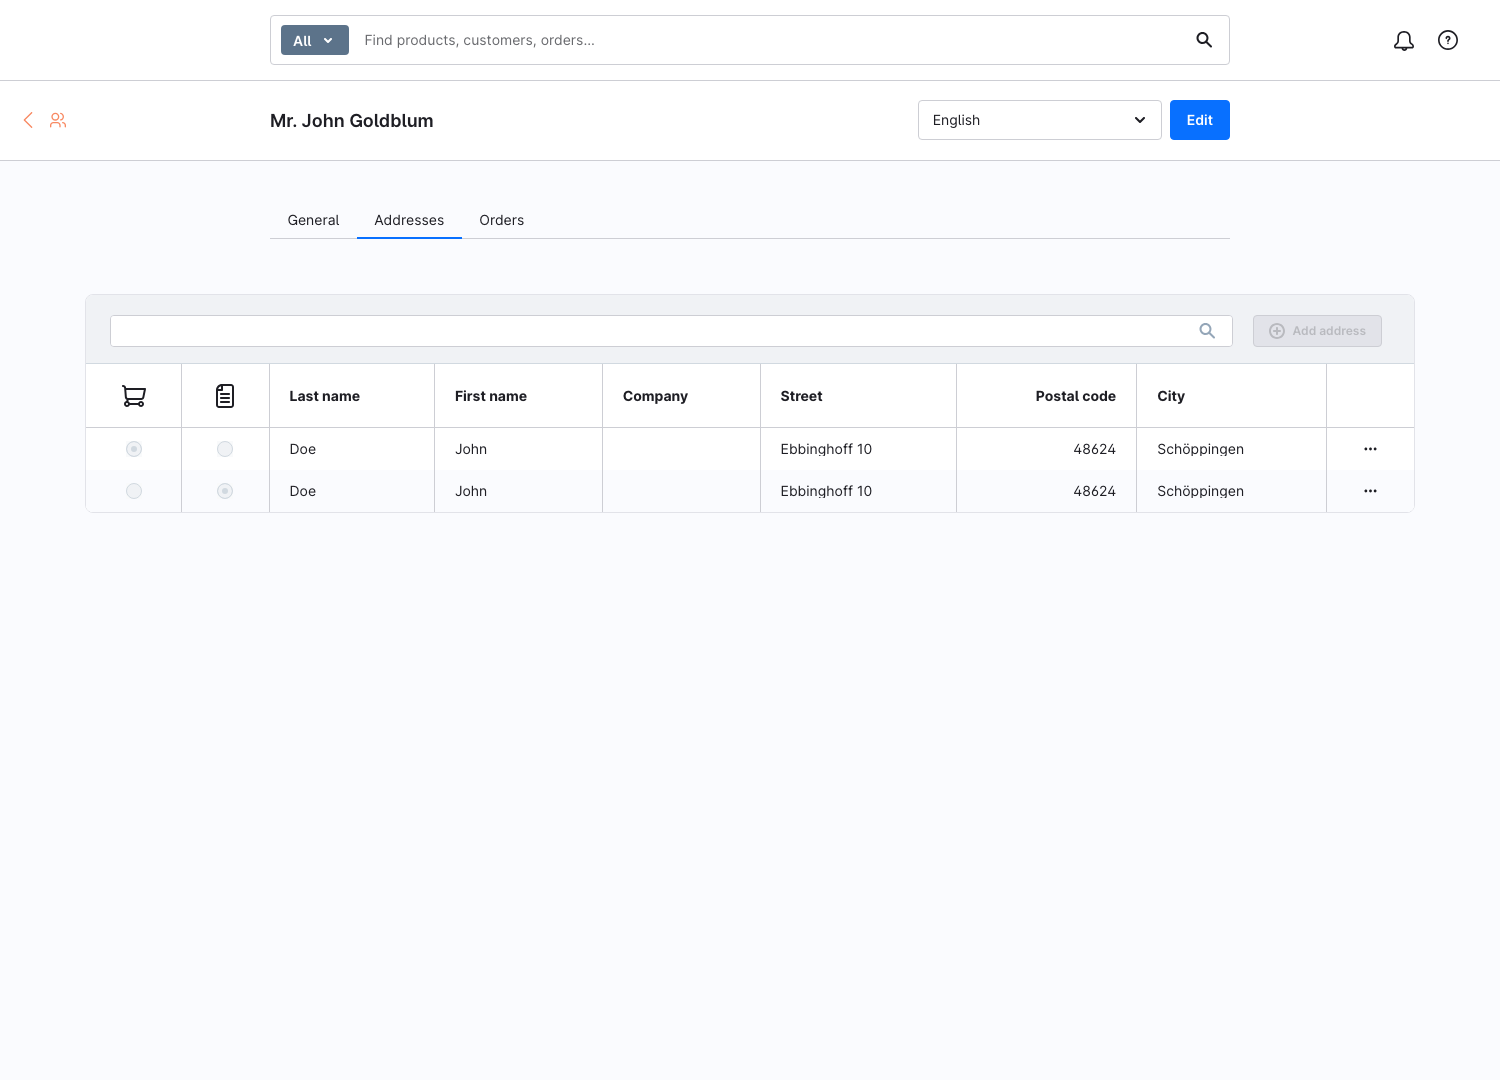 All
Find products, customers, orders...
Mr. John Goldblum
English
Edit
General Addresses Orders
Add address
Last name First name Company Street Postal code City
Doe John Ebbinghoff 10 48624 Schöppingen
Doe John Ebbinghoff 10 48624 Schöppingen